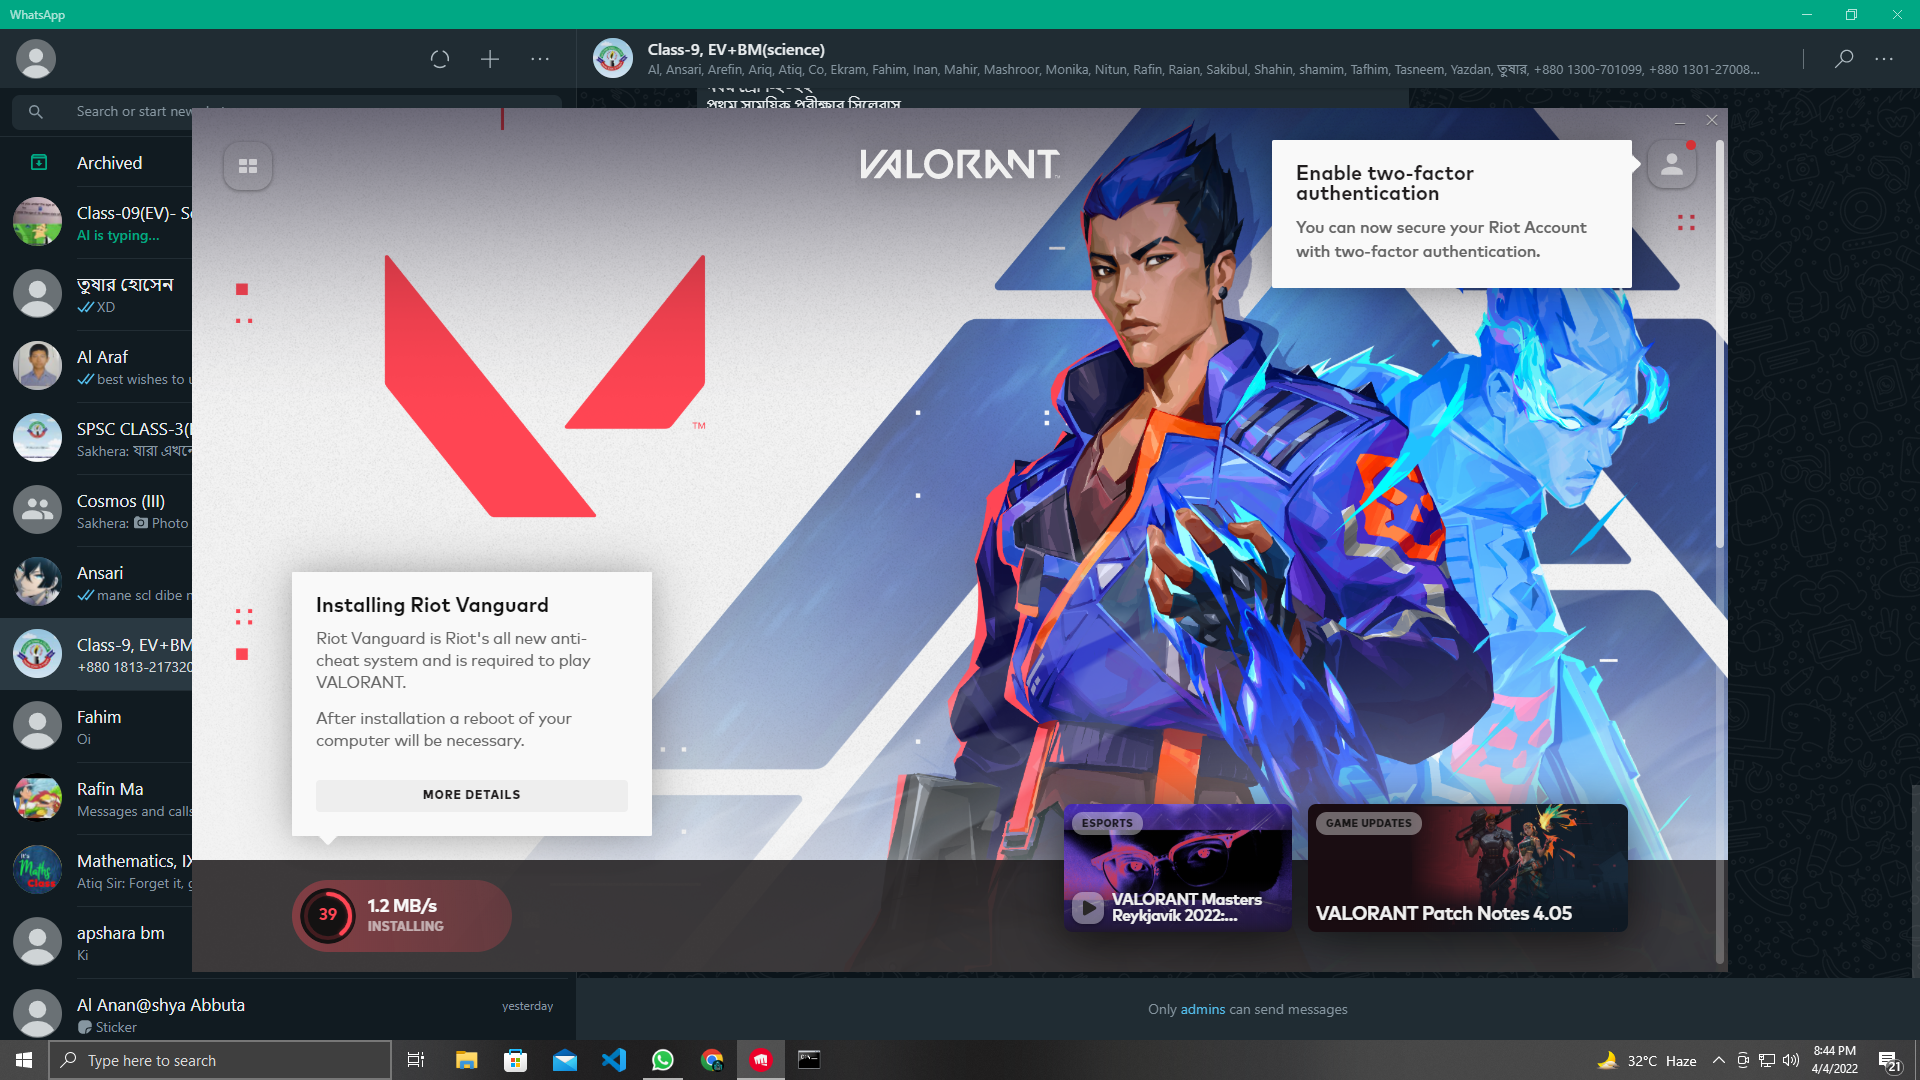 WhatsApp
Class-9, EV+BM(science)
Al, Ansari, Arefin, Ariq, Atiq, Co, Ekram, Fahim, Inan, Mahir, Mashroor, Monika, Nitun, Rafin, Raian, Sakibul, Shahin, shamim, Tafhim, Tasneem, Yazdan, তুষার, +880 1300-701099, +880 1301-27008...
Search or start new
প্রথম সাময়িক পরীক্ষার সিলেবাস
Archived
Class-09(EV)- S
Al is typing...
তুষার হোসেন
XD
Al Araf
best wishes to u
SPSC CLASS-3(
Sakhera: যারা এখনে
Cosmos (III)
Sakhera: Photo
Ansari
mane scl dibe n
Class-9, EV+BM
+880 1813-217320
Fahim
Oi
Rafin Ma
Messages and calls
Mathematics, IX
Atiq Sir: Forget it, g
apshara bm
Ki
Al Anan@shya Abbuta
yesterday
Sticker
VALORANT
Enable two-factor
authentication
You can now secure your Riot Account
with two-factor authentication.
TM
Installing Riot Vanguard
Riot Vanguard is Riot's all new anti-
cheat system and is required to play
VALORANT.
After installation a reboot of your
computer will be necessary.
MORE DETAILS
39
1.2 MB/s
INSTALLING
ESPORTS
VALORANT Masters
Reykjavík 2022:...
GAME UPDATES
VALORANT Patch Notes 4.05
Only admins can send messages
Type here to search
32°C Haze
8:44 PM
4/4/2022
21